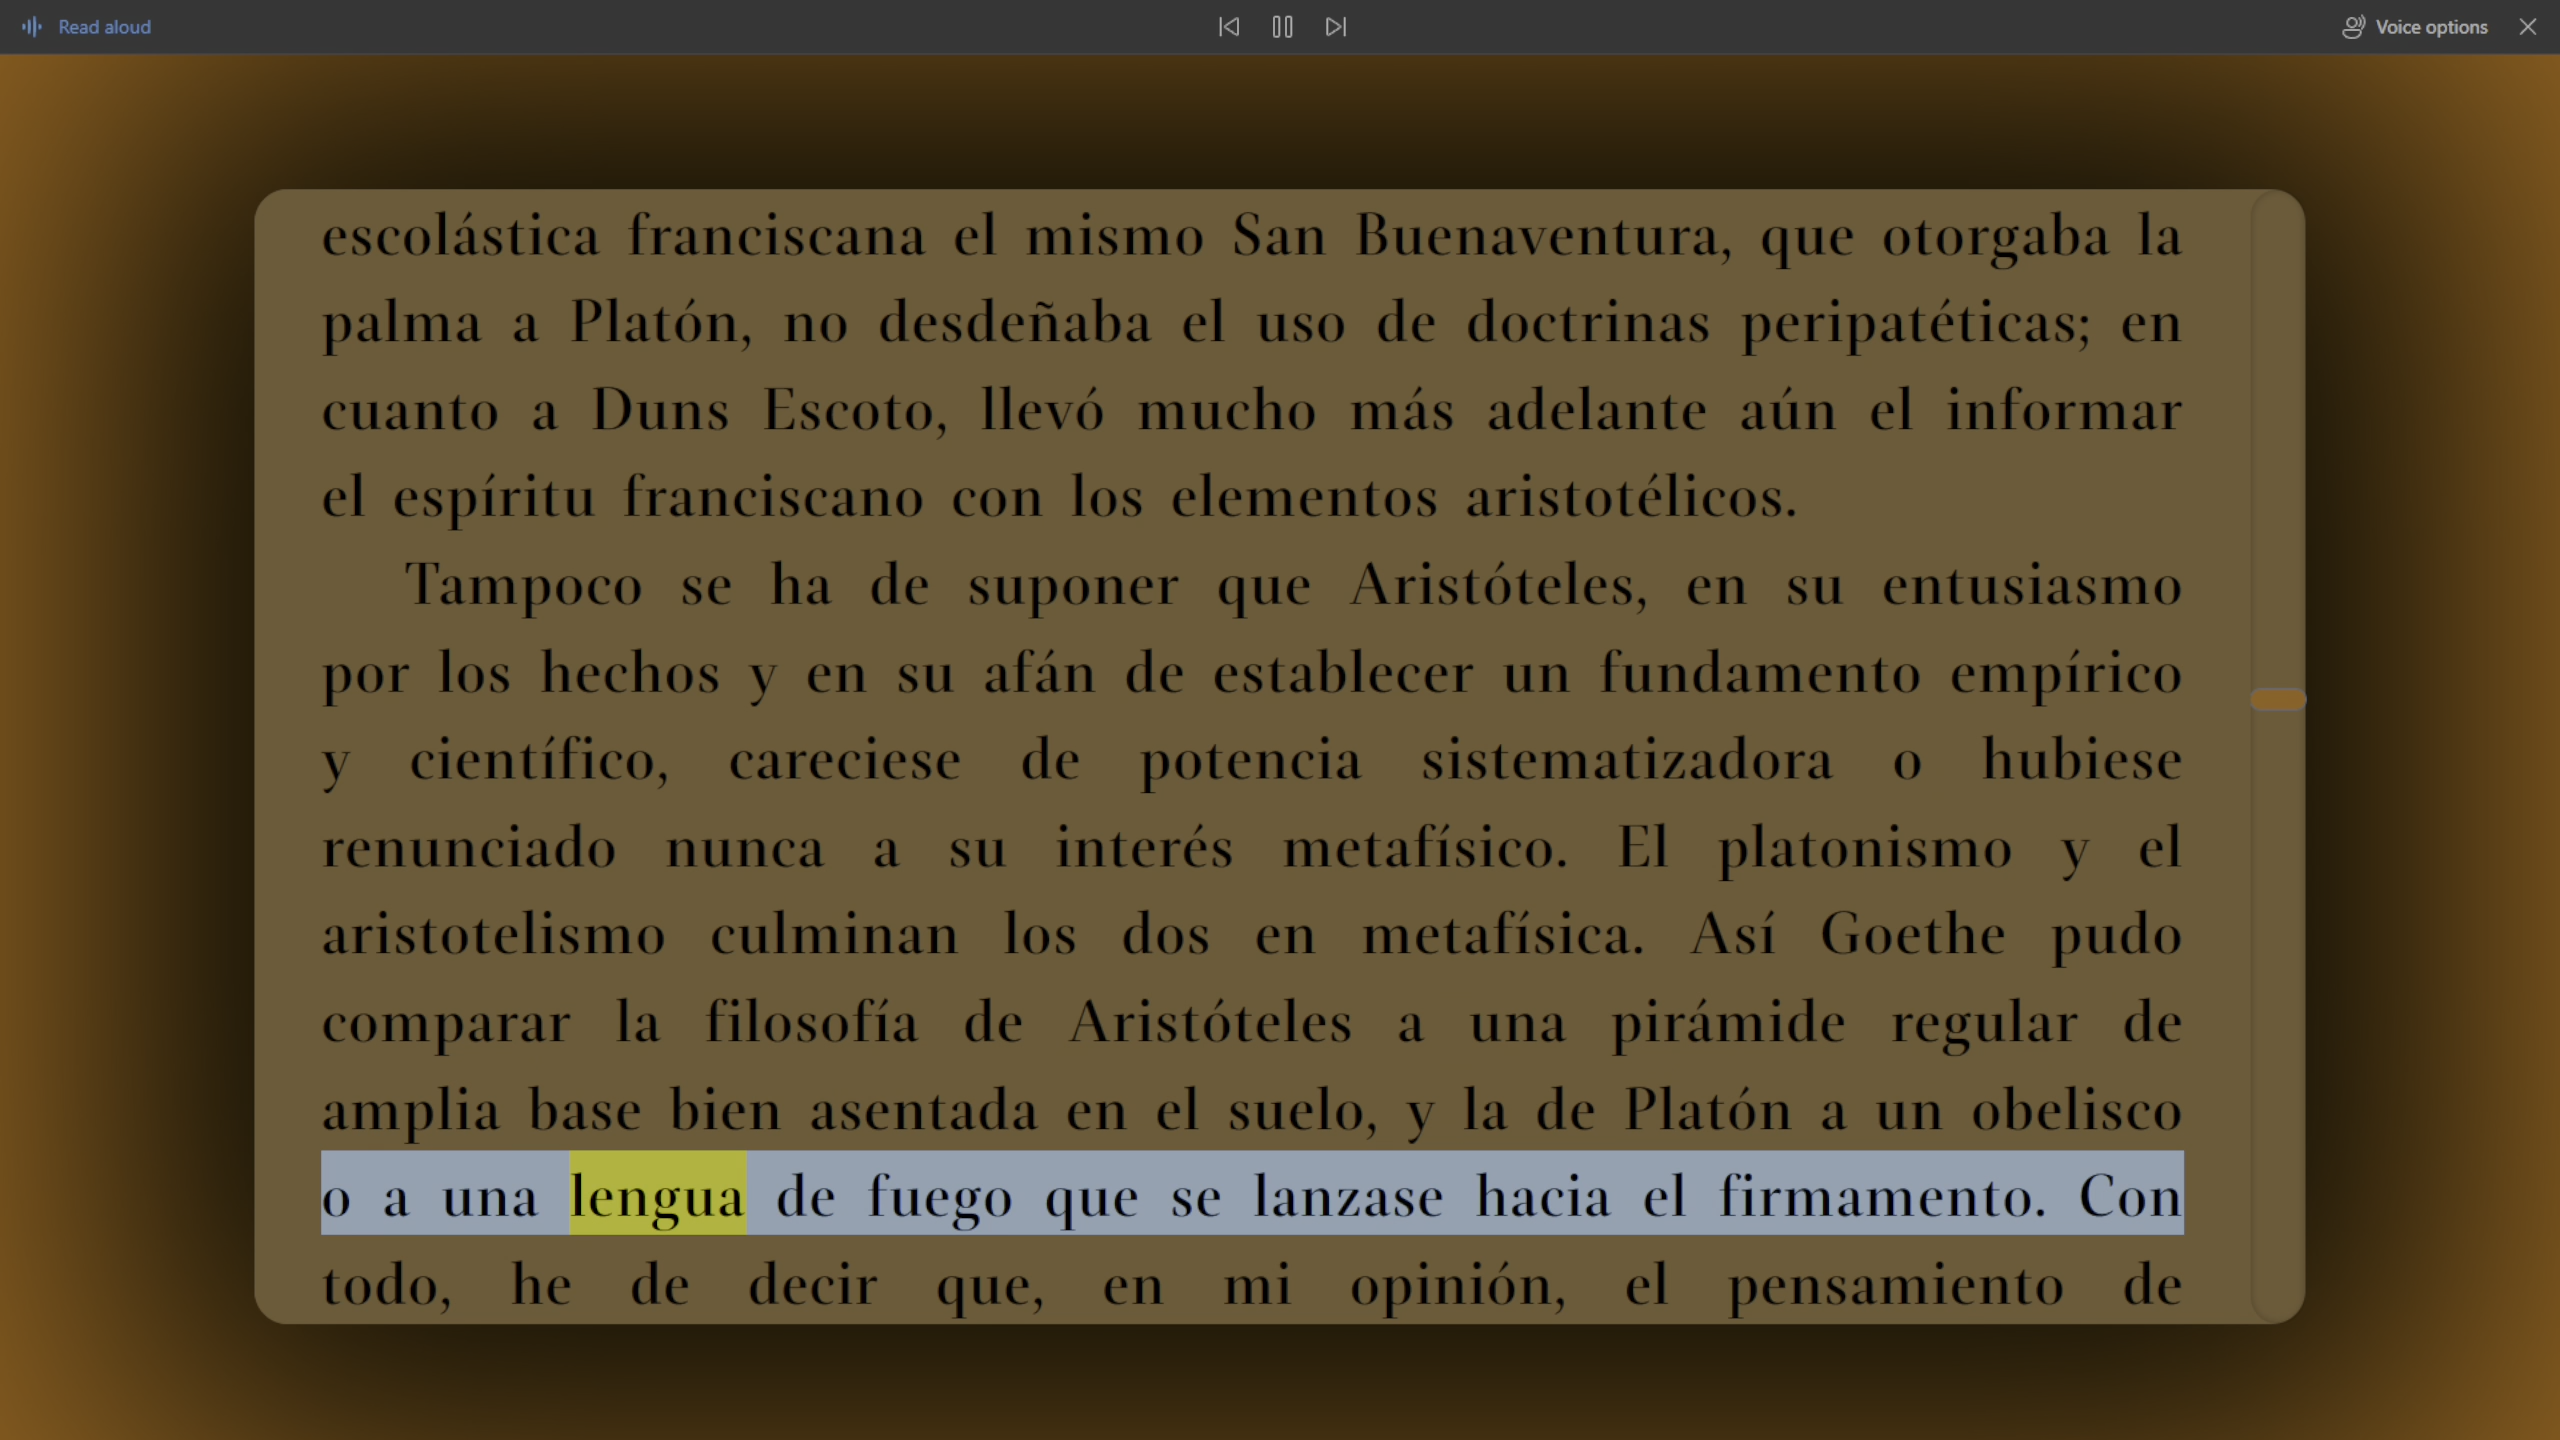 Read aloud
Voice options
escolástica franciscana el mismo San Buenaventura, que otorgaba la
palma a Platón, no desdeñaba el uso de doctrinas peripatéticas; en
cuanto a Duns Escoto, llevó mucho más adelante aún el informar
el espíritu franciscano con los elementos aristotélicos.
Tampoco se ha de suponer que Aristóteles, en su entusiasmo
por los hechos y en su afán de establecer un fundamento empírico
y científico, careciese de potencia sistematizadora o hubiese
renunciado nunca a su interés metafísico. El platonismo y el
aristotelismo culminan los dos en metafísica. Así Goethe pudo
comparar la filosofía de Aristóteles a una pirámide regular de
amplia base bien asentada en el suelo, y la de Platón a un obelisco
o a una lengua de fuego que se lanzase hacia el firmamento. Con
todo, he de decir que, en mi opinión, el pensamiento de